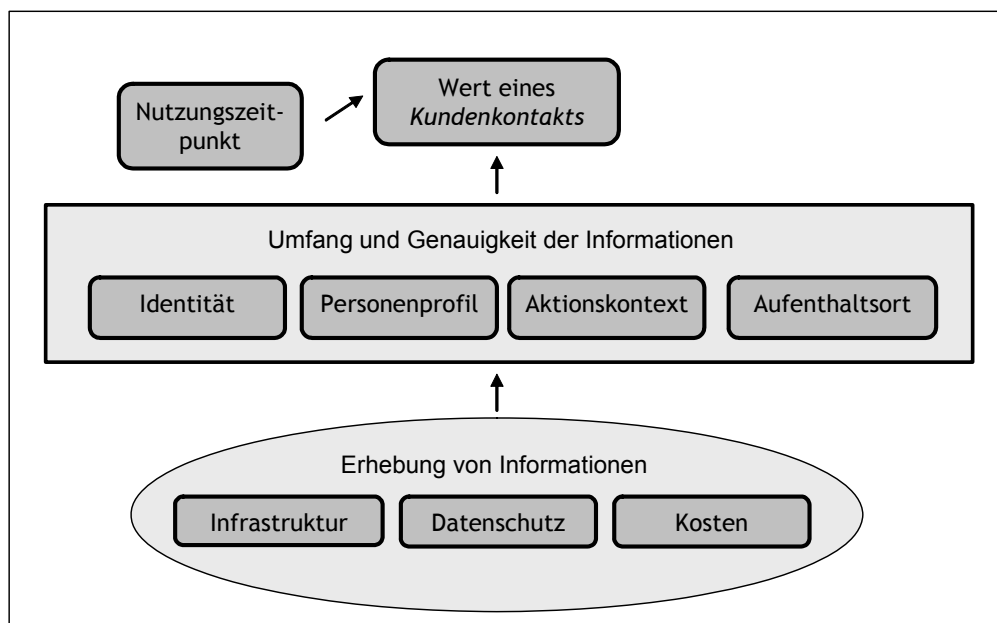 Nutzungszeit-
punkt
Wert eines
Kundenkontakts
Umfang und Genauigkeit der Informationen
Identität
Personenprofil
Aktionskontext
Aufenthaltsort
Erhebung von Informationen
Infrastruktur
Datenschutz
Kosten